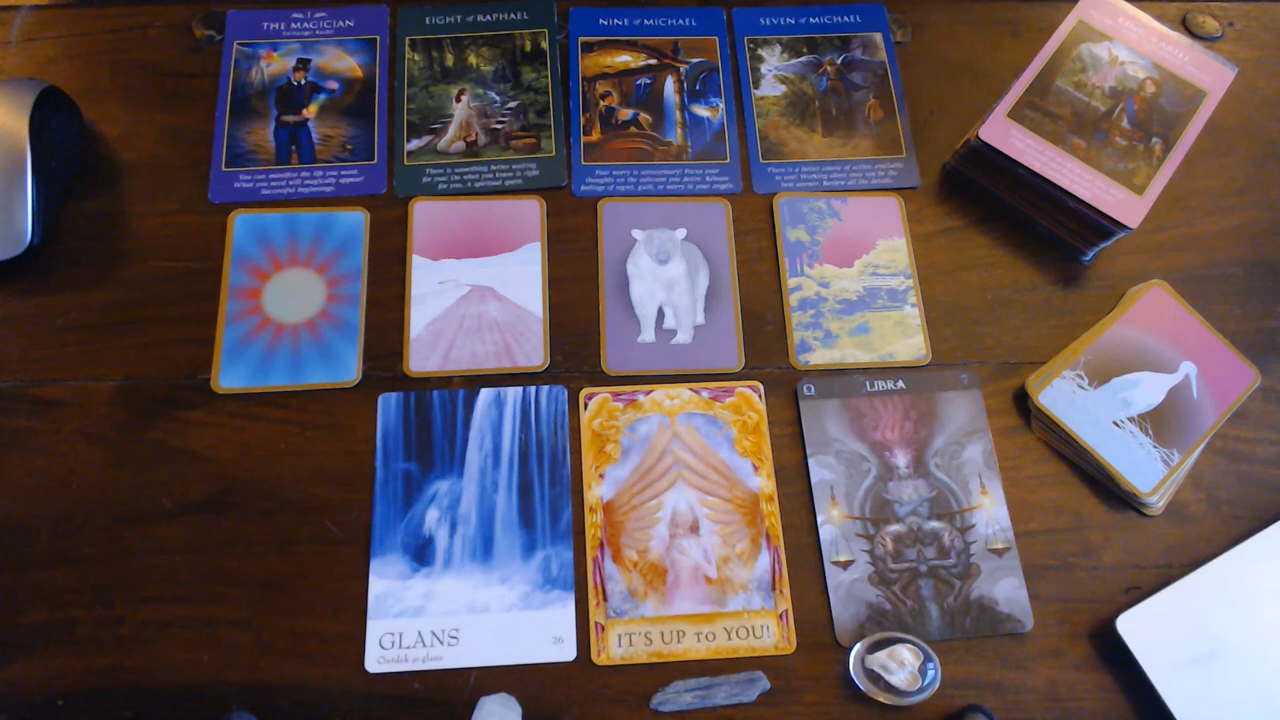 I
THE MAGICIAN
Archangel Raziel
You can manifest the life you want.
What you need will magically appear!
Successful beginnings.
EIGHT of RAPHAEL
There is something better waiting
for you! Do what you know is right
for you. A spiritual quest.
NINE of MICHAEL
Your worry is unnecessary! Focus your
thoughts on the outcome you desire. Release
feelings of regret, guilt, or worry to your angels.
SEVEN of MICHAEL
There is a better course of action available
to you! Working alone may not be the
best answer. Review all the details.
GLANS
26
IT'S UP to YOU!
LIBRA